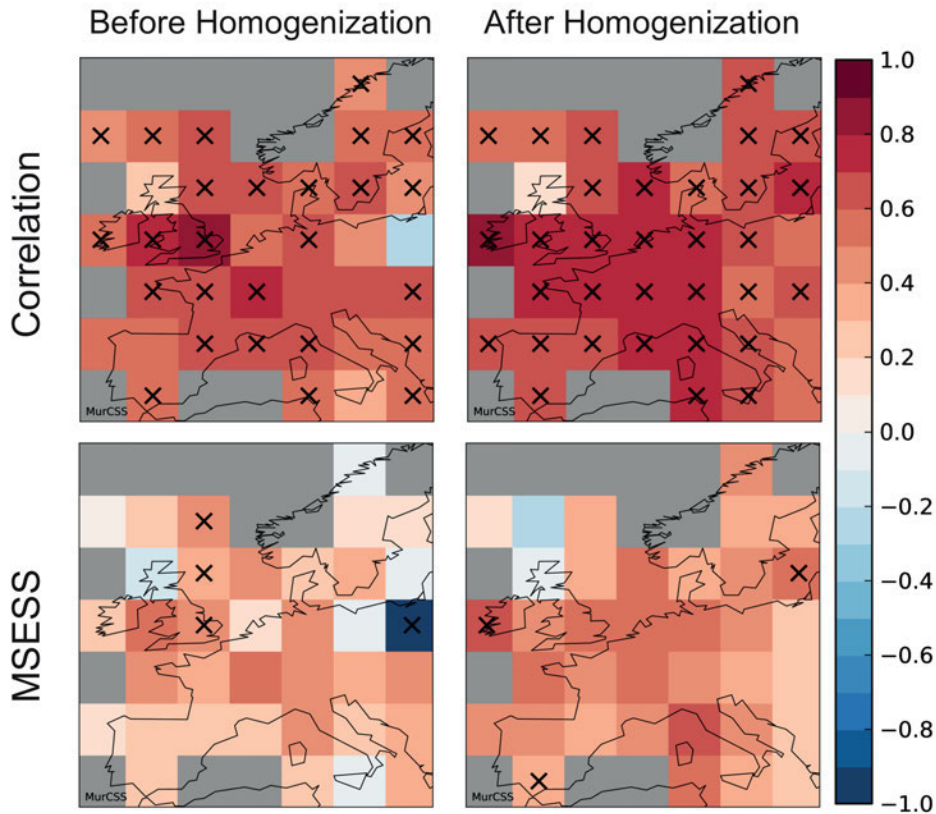 Before Homogenization
After Homogenization
Correlation
MurCSS
MurCSS
1.0
0.8
0.6
0.4
0.2
0.0
−0.2
−0.4
−0.6
−0.8
−1.0
MSESS
MurCSS
MurCSS